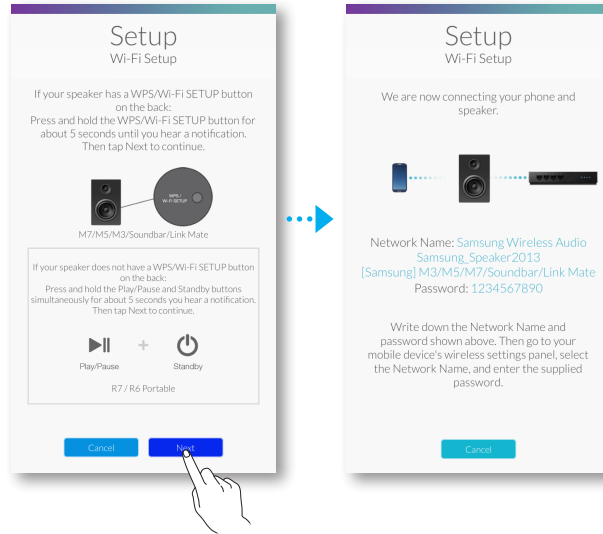 Setup
Wi-Fi Setup
If your speaker has a WPS/Wi-Fi SETUP button
on the back:
Press and hold the WPS/Wi-Fi SETUP button for
about 5 seconds until you hear a notification.
Then tap Next to continue.
WPS /
Wi-Fi SETUP
M7/M5/M3/Soundbar/Link Mate
If your speaker does not have a WPS/Wi-Fi SETUP button
on the back:
Press and hold the Play/Pause and Standby buttons
simultaneously for about 5 seconds you hear a notification.
Then tap Next to continue.
+
Play/Pause Standby
R7 / R6 Portable
Cancel Next
Setup
Wi-Fi Setup
We are now connecting your phone and
speaker.
Network Name: Samsung Wireless Audio
Samsung_Speaker2013
[Samsung] M3/M5/M7/Soundbar/Link Mate
Password: 1234567890
Write down the Network Name and
password shown above. Then go to your
mobile device's wireless settings panel, select
the Network Name, and enter the supplied
password.
Cancel